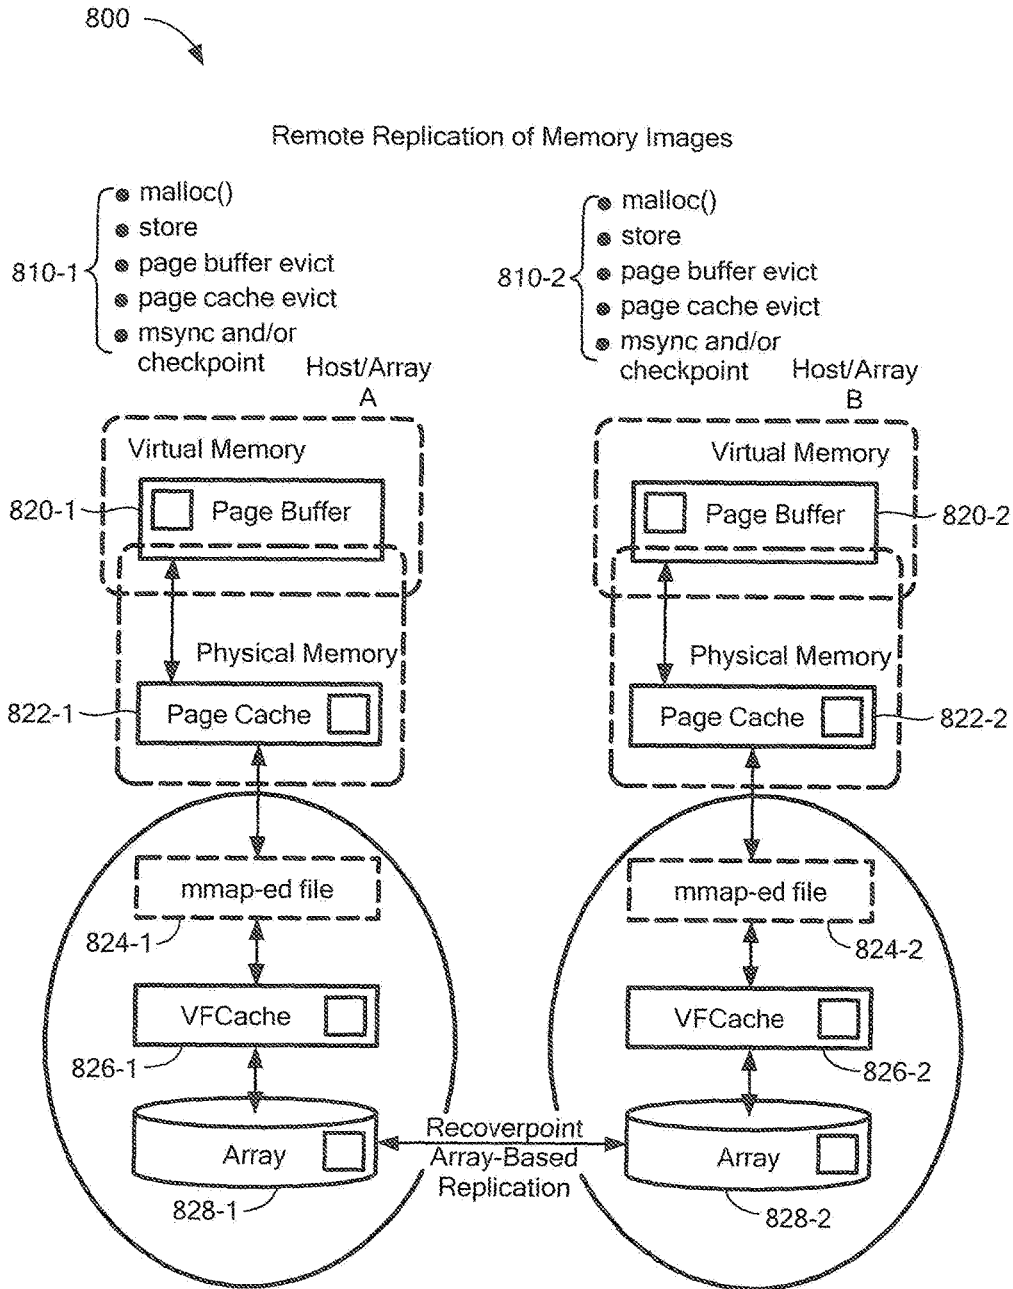 800
Remote Replication of Memory Images
810-1
malloc()
store
page buffer evict
page cache evict
msync and/or
checkpoint
810-2
malloc()
store
page buffer evict
page cache evict
msync and/or
checkpoint
Host/Array
A
Virtual Memory
820-1
Page Buffer
Physical Memory
822-1
Page Cache
mmap-ed file
824-1
VFCache
826-1
Array
828-1
Host/Array
B
Virtual Memory
Page Buffer
820-2
Physical Memory
Page Cache
822-2
mmap-ed file
824-2
VFCache
826-2
Array
828-2
Recoverpoint
Array-Based
Replication